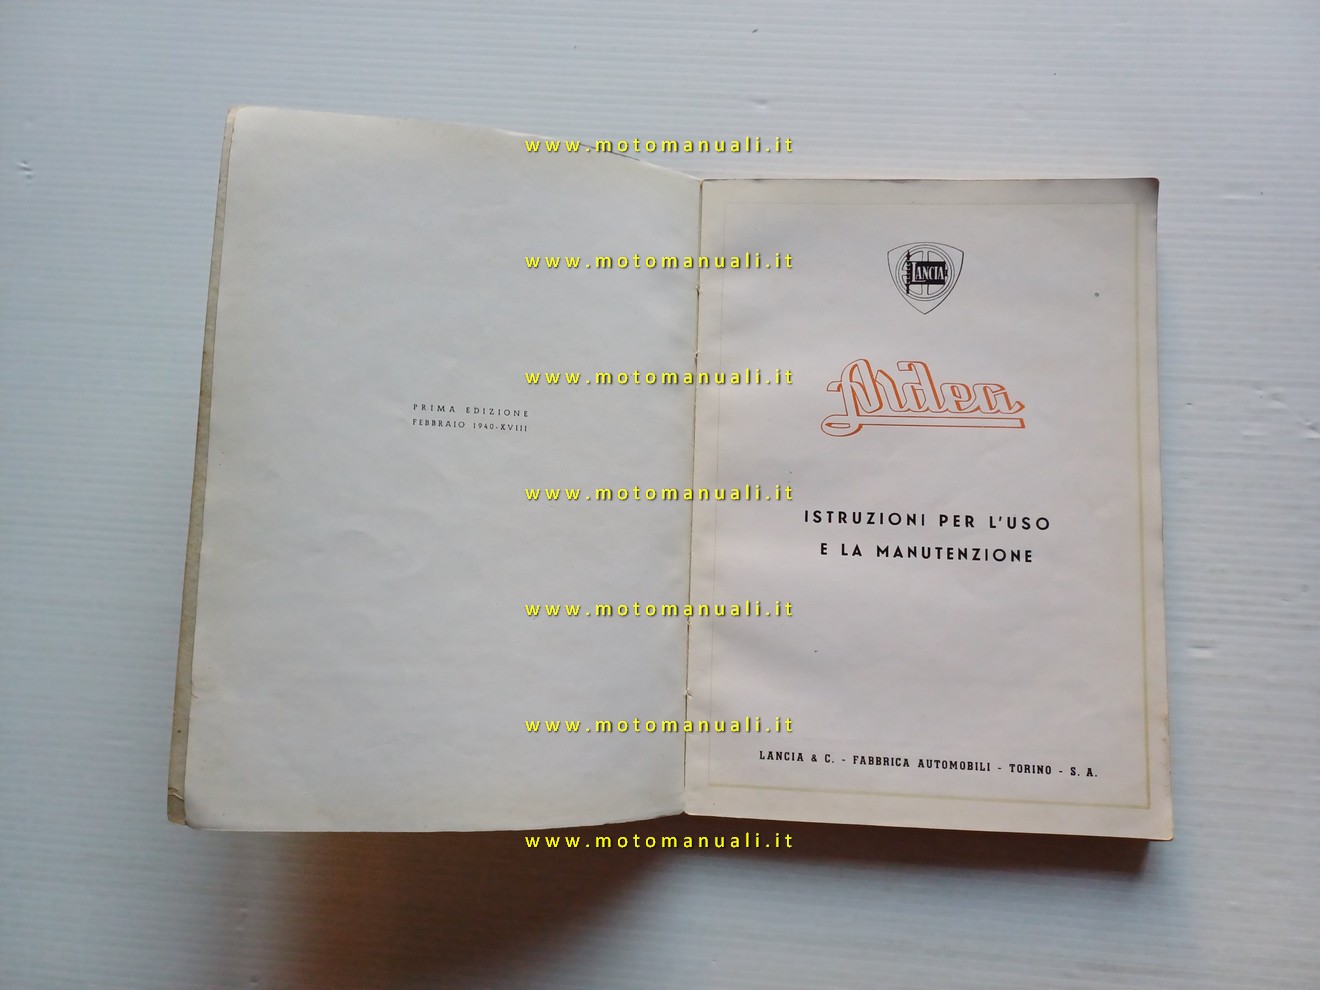 www.motomanuali.it
www.motomanuali.it
www.motomanuali.it
www.motomanuali.it
www.motomanuali.it
www.motomanuali.it
www.motomanuali.it
PRIMA EDIZIONE
FEBBRAIO 1940-XVIII
LANCIA
Ardea
ISTRUZIONI PER L'USO
E LA MANUTENZIONE
LANCIA & C. - FABBRICA AUTOMOBILI - TORINO - S. A.